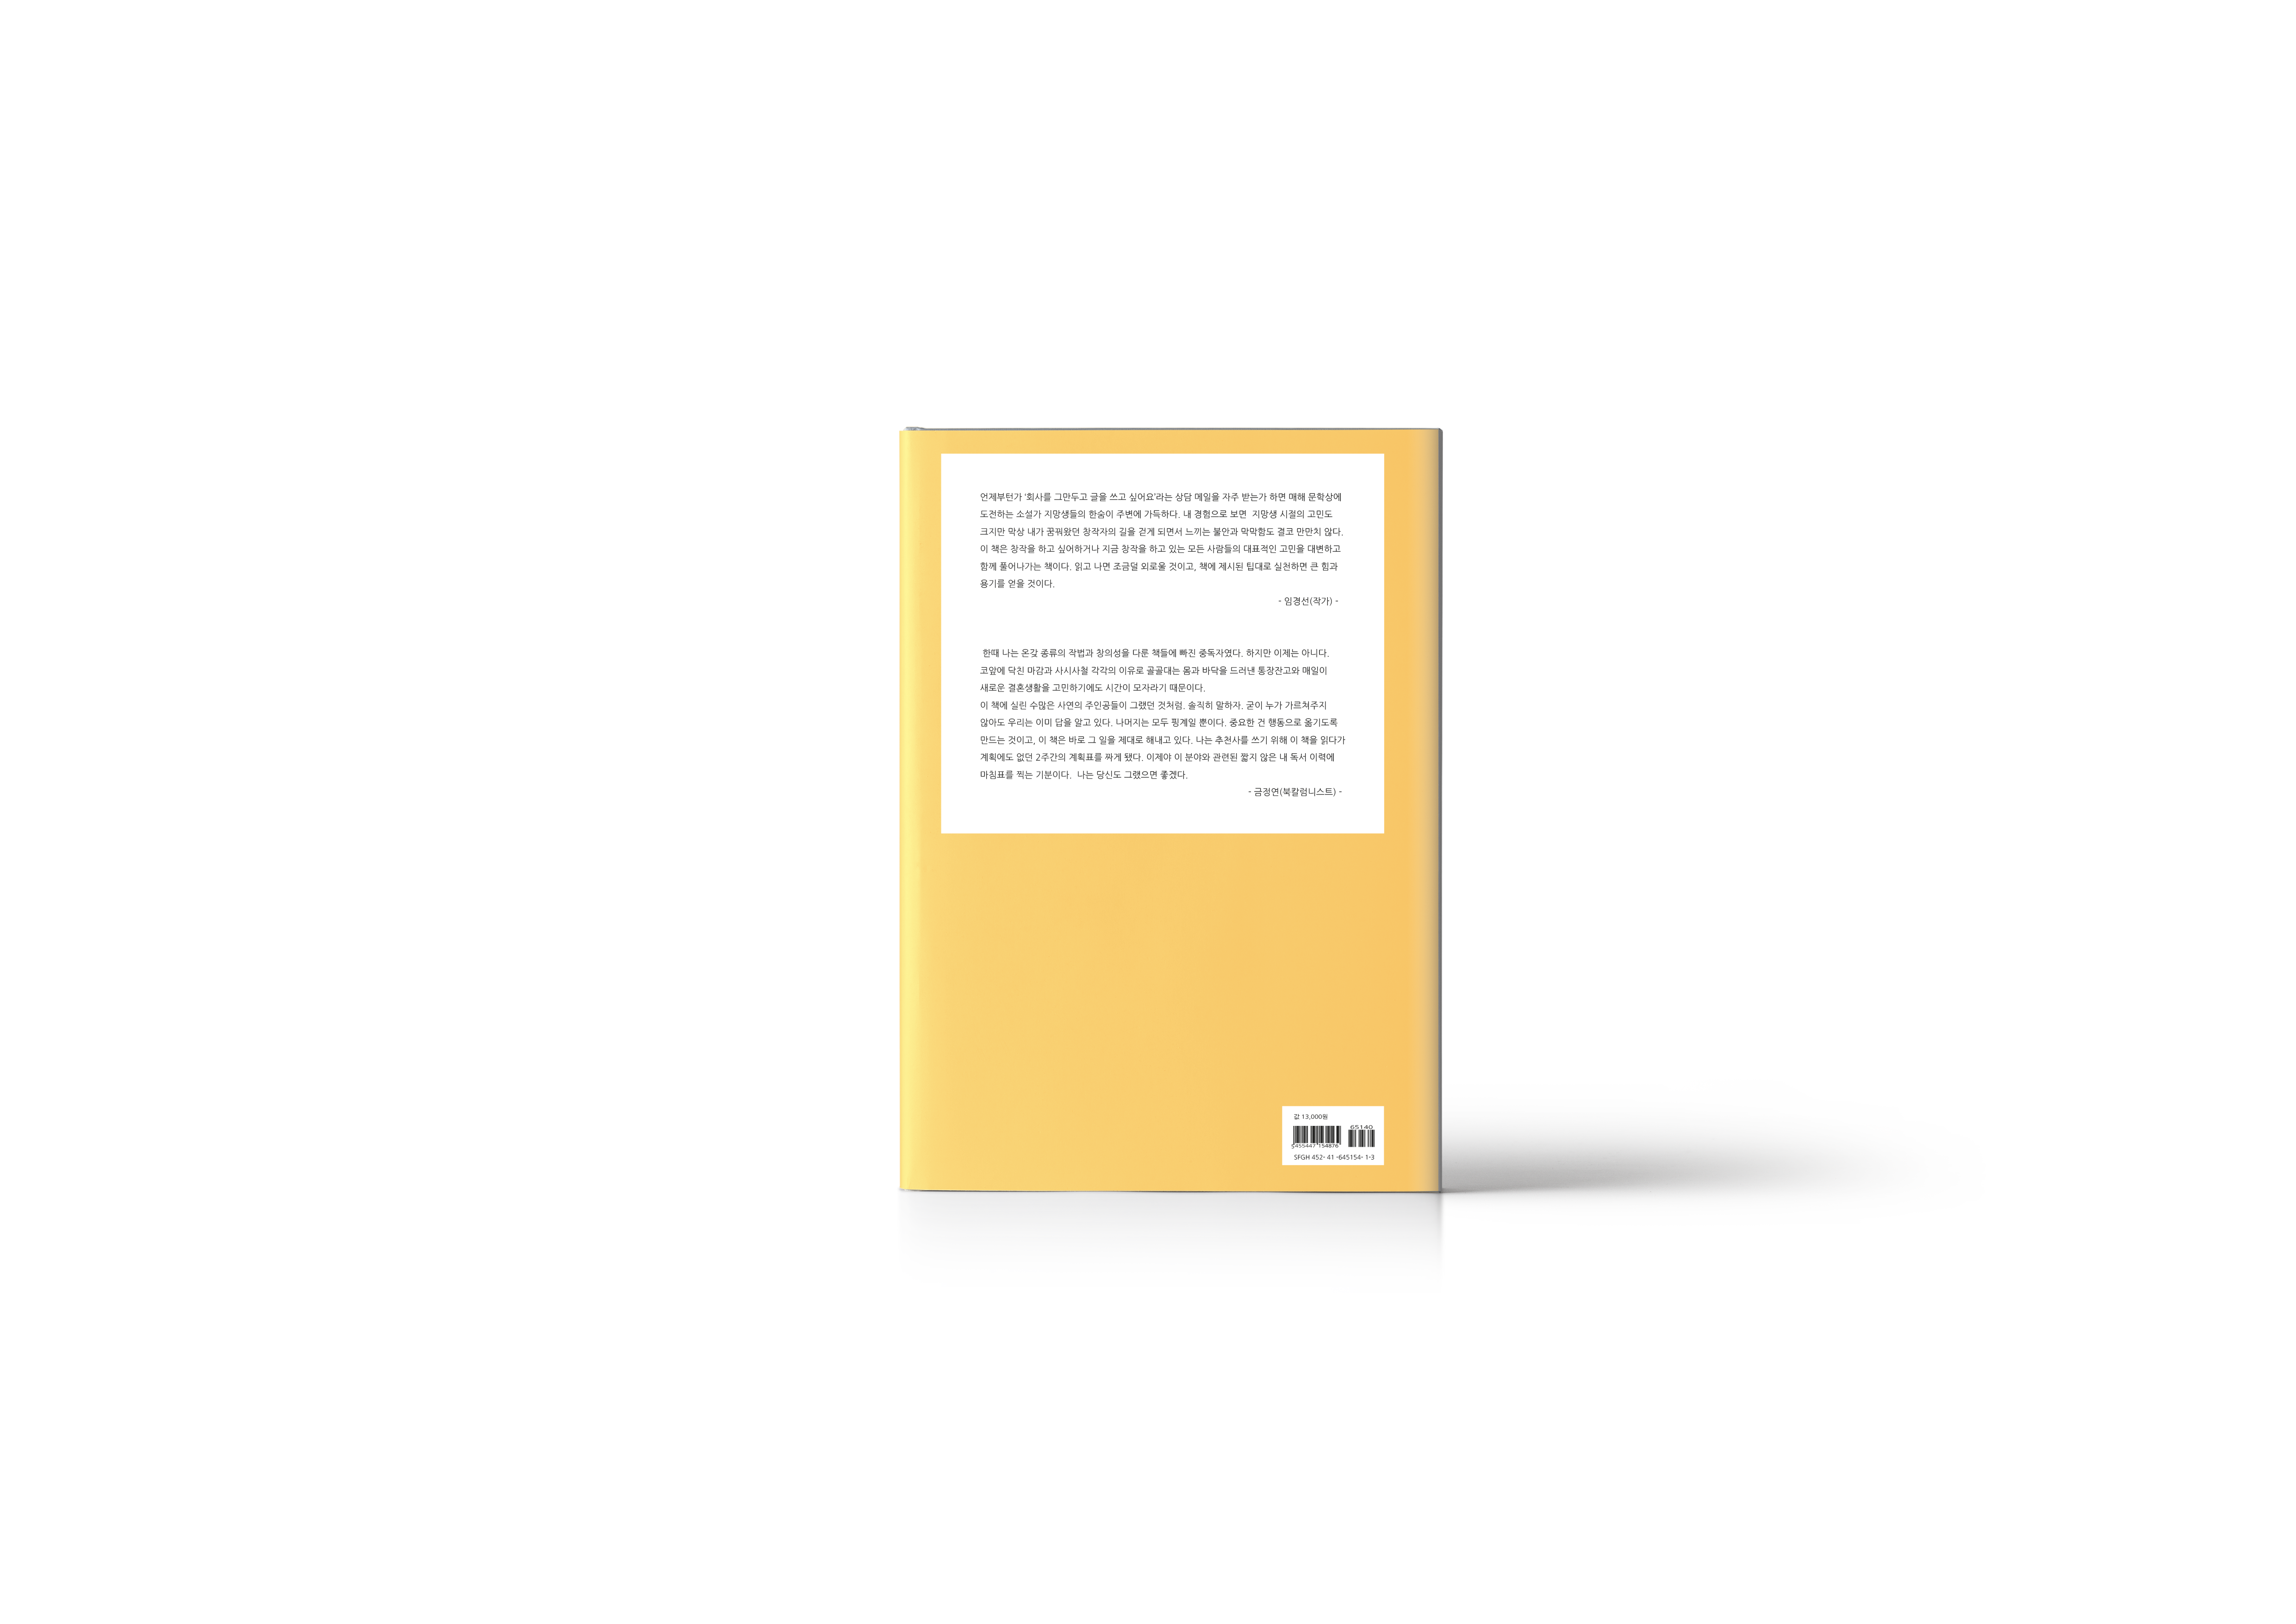 언제부턴가 '회사를 그만두고 글을 쓰고 싶어요'라는 상담 메일을 자주 받는가 하면 매해 문학상에
도전하는 소설가 지망생들의 한숨이 주변에 가득하다. 내 경험으로 보면 지망생 시절의 고민도
크지만 막상 내가 꿈꿔왔던 창작자의 길을 걷게 되면서 느끼는 불안과 막막함도 결코 만만치 않다.
이 책은 창작을 하고 싶어하거나 지금 창작을 하고 있는 모든 사람들의 대표적인 고민을 대변하고
함께 풀어나가는 책이다. 읽고 나면 조금덜 외로울 것이고, 책에 제시된 팁대로 실천하면 큰 힘과
용기를 얻을 것이다.
- 임경선(작가) -
한때 나는 온갖 종류의 작법과 창의성을 다룬 책들에 빠진 중독자였다. 하지만 이제는 아니다.
코앞에 닥친 마감과 사시사철 각각의 이유로 골골대는 몸과 바닥을 드러낸 통장잔고와 매일이
새로운 결혼생활을 고민하기에도 시간이 모자라기 때문이다.
이 책에 실린 수많은 사연의 주인공들이 그랬던 것처럼. 솔직히 말하자. 굳이 누가 가르쳐주지
않아도 우리는 이미 답을 알고 있다. 나머지는 모두 핑계일 뿐이다. 중요한 건 행동으로 옮기도록
만드는 것이고, 이 책은 바로 그 일을 제대로 해내고 있다. 나는 추천사를 쓰기 위해 이 책을 읽다가
계획에도 없던 2주간의 계획표를 짜게 됐다. 이제야 이 분야와 관련된 짧지 않은 내 독서 이력에
마침표를 찍는 기분이다. 나는 당신도 그랬으면 좋겠다.
- 금정연(북칼럼니스트) -
값 13,000원
65140
5455447 154876
SFGH 452- 41 -645154- 1-3